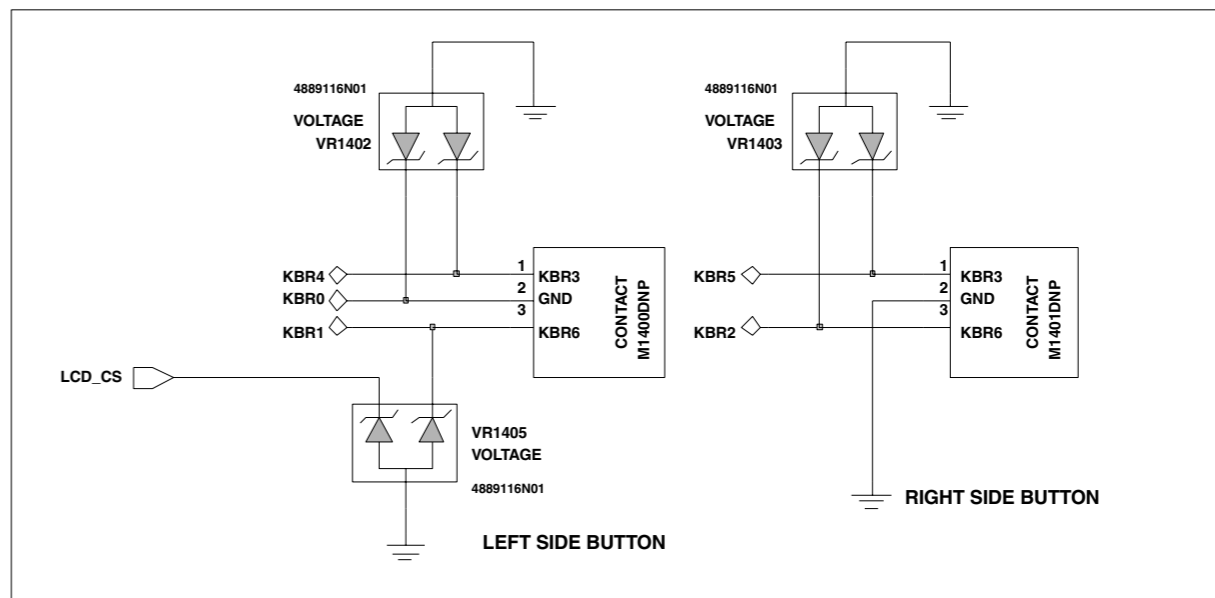 4889116N01
VOLTAGE
VR1402
4889116N01
VOLTAGE
VR1403
KBR4
KBR0
KBR1
1
2
3
KBR3
GND
KBR6
CONTACT
M1400DNP
KBR5
KBR2
1
2
3
KBR3
GND
KBR6
CONTACT
M1401DNP
LCD_CS
VR1405
VOLTAGE
4889116N01
RIGHT SIDE BUTTON
LEFT SIDE BUTTON